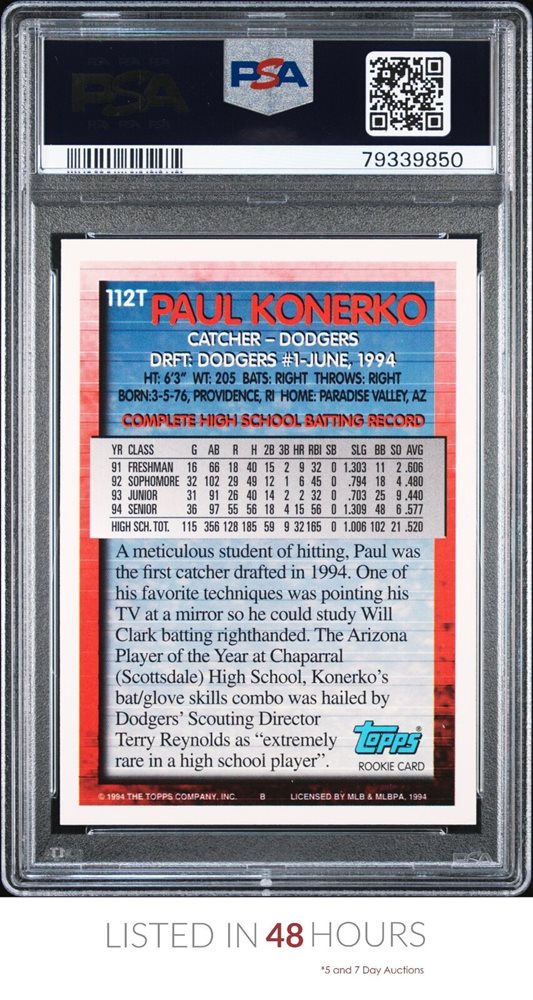 PSA
PSA
79339850
112T PAUL KONERKO
CATCHER – DODGERS
DRFT: DODGERS #1-JUNE, 1994
HT: 6'3" WT: 205 BATS: RIGHT THROWS: RIGHT
BORN:3-5-76, PROVIDENCE, RI HOME: PARADISE VALLEY, AZ
COMPLETE HIGH SCHOOL BATTING RECORD
YR CLASS G AB R H 2B 3B HR RBI SB SLG BB SO AVG
91 FRESHMAN 16 66 18 40 15 2 9 32 0 1.303 11 2 .606
92 SOPHOMORE 32 102 29 49 12 1 6 45 0 .794 18 4 .480
93 JUNIOR 31 91 26 40 14 2 2 32 0 .703 25 9 .440
94 SENIOR 36 97 55 56 18 4 15 56 0 1.309 48 6 .577
HIGH SCH. TOT. 115 356 128 185 59 9 32 165 0 1.006 102 21 .520
A meticulous student of hitting, Paul was
the first catcher drafted in 1994. One of
his favorite techniques was pointing his
TV at a mirror so he could study Will
Clark batting righthanded. The Arizona
Player of the Year at Chaparral
(Scottsdale) High School, Konerko's
bat/glove skills combo was hailed by
Dodgers' Scouting Director
Terry Reynolds as "extremely
rare in a high school player".
Topps®
ROOKIE CARD
© 1994 THE TOPPS COMPANY, INC. B LICENSED BY MLB & MLBPA, 1994
PSA
LISTED IN 48 HOURS
*5 and 7 Day Auctions